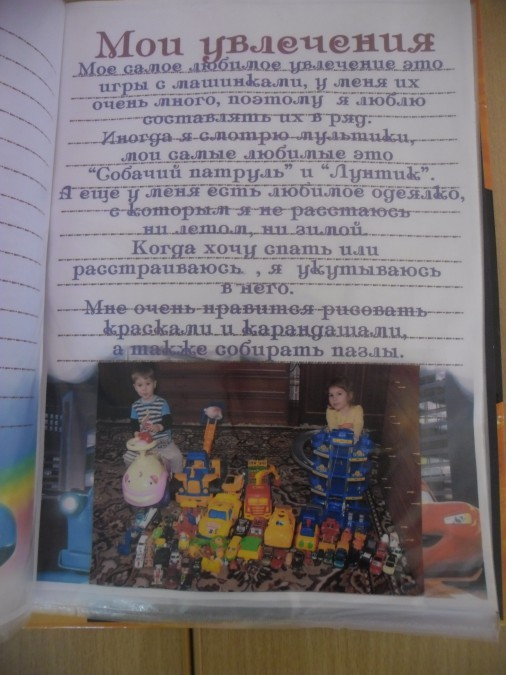 Мои увлечения
Мое самое любимое увлечение это
игры с машинками, у меня их
очень много, поэтому я люблю
составлять их в ряд.
Иногда я смотрю мультики,
мои самые любимые это
“Собачий патруль” и “Лунтик”.
А еще у меня есть любимое одеялко,
с которым я не расстаюсь
ни летом, ни зимой.
Когда хочу спать или
расстраиваюсь , я укутываюсь
в него.
Мне очень нравится рисовать
красками и карандашами,
а также собирать пазлы.